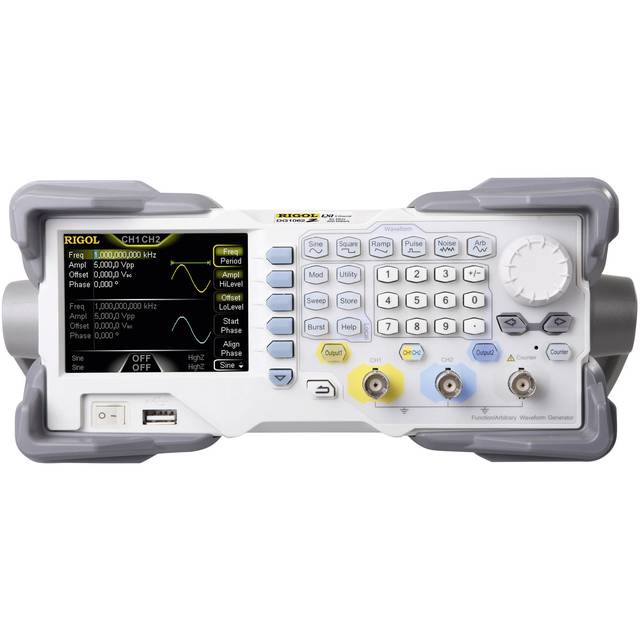 RIGOL LXI
DG1062 Z
Waveform
RIGOL CH1 CH2
Freq 1,000,000,000 kHz
Ampl 5,000,0 Vpp
Offset 0,000,0 VDC
Phase 0,000 °
Freq 1,000,000,000 kHz
Ampl 5,000,0 Vpp
Offset 0,000,0 VDC
Phase 0,000 °
Sine OFF HighZ
Sine OFF HighZ
Freq
Period
Ampl
HiLevel
Offset
LoLevel
Start
Phase
Align
Phase
Sine
Sine Square Ramp Pulse Noise Arb
Mod Utility 1 2 3 +/−
Sweep Store 4 5 6 0
Burst Help 7 8 9 .
Output1 CH1 CH2 Output2 Counter Counter
CH1 CH2
Function/Arbitrary Waveform Generator